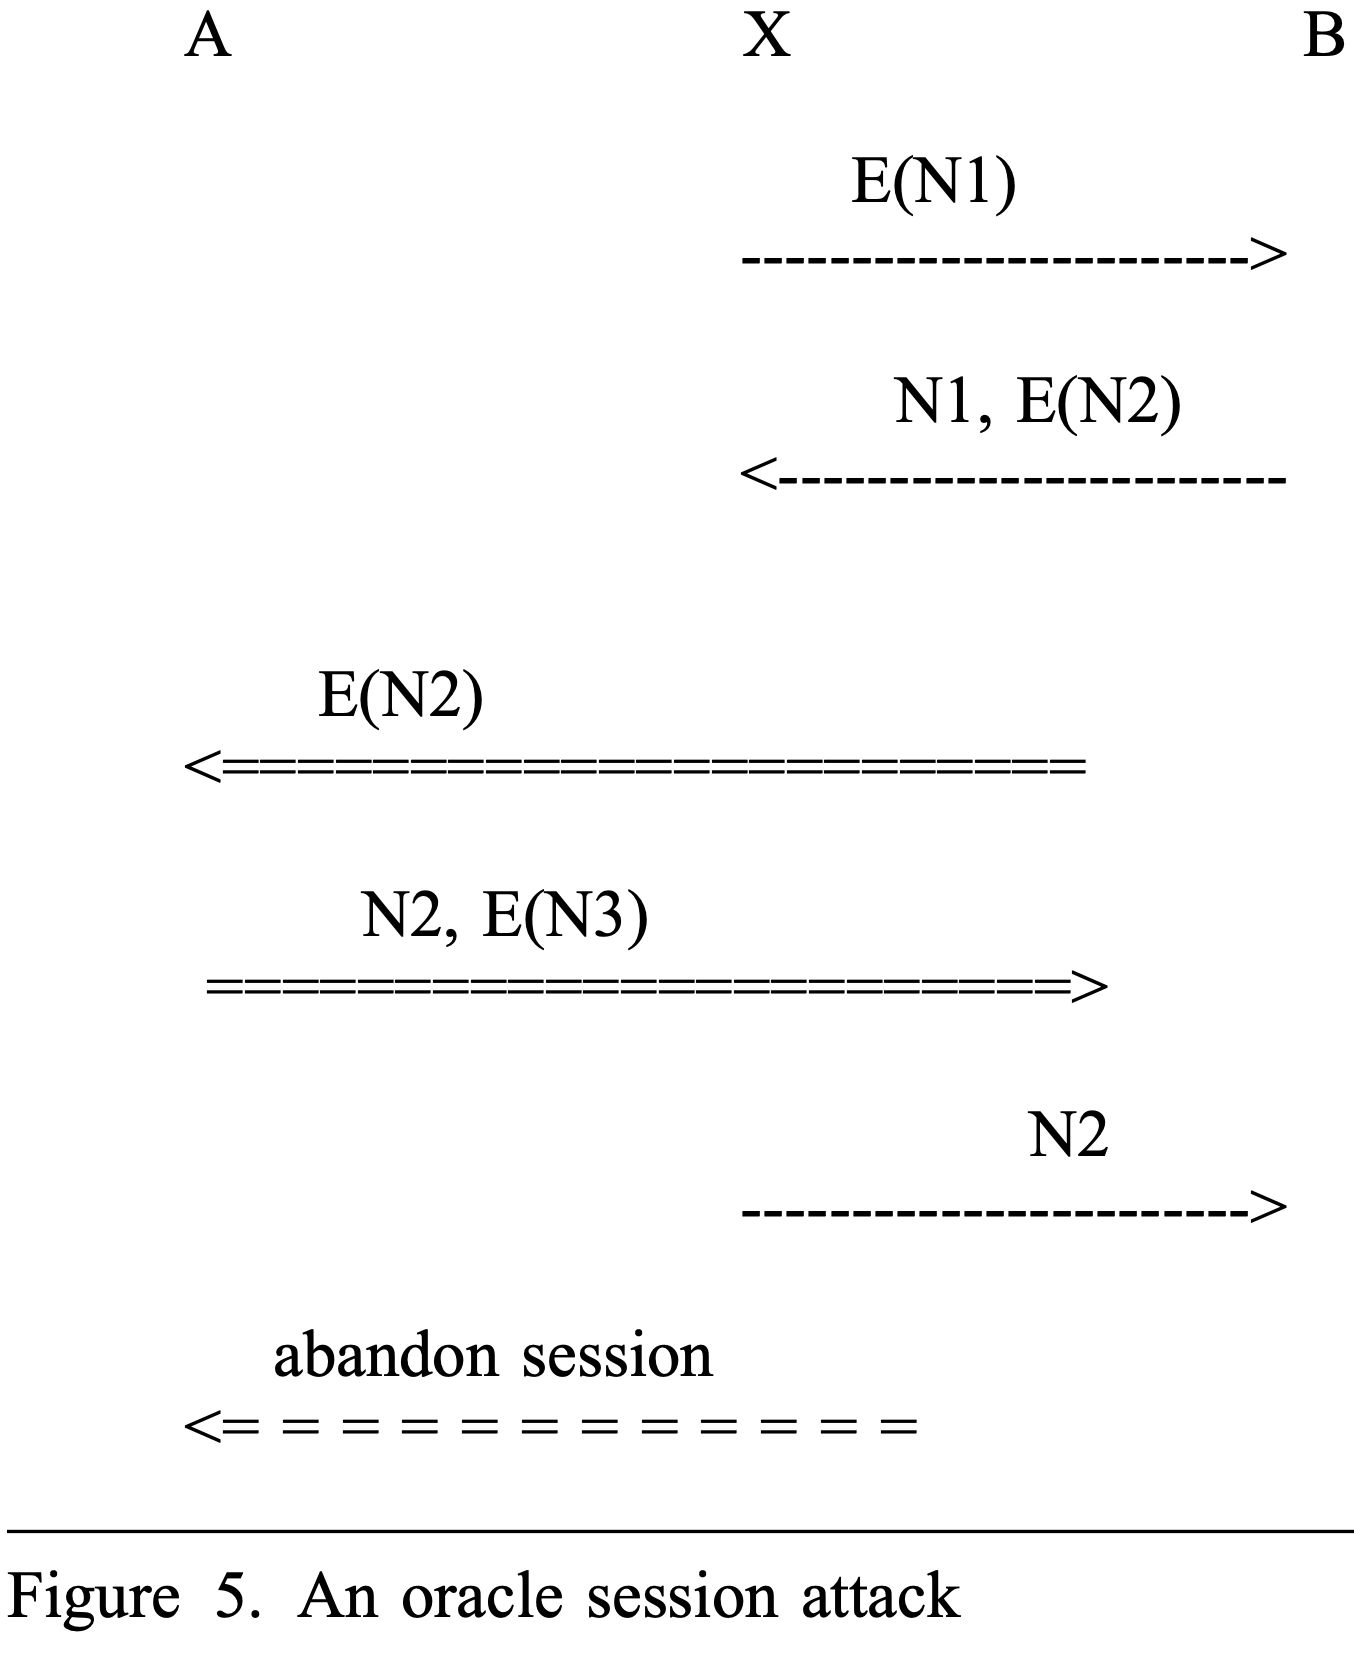 A X B
E(N1)
---------------------->
N1, E(N2)
<----------------------
E(N2)
<=======================
N2, E(N3)
=======================>
N2
---------------------->
abandon session
<= = = = = = = = = = = =
Figure 5. An oracle session attack